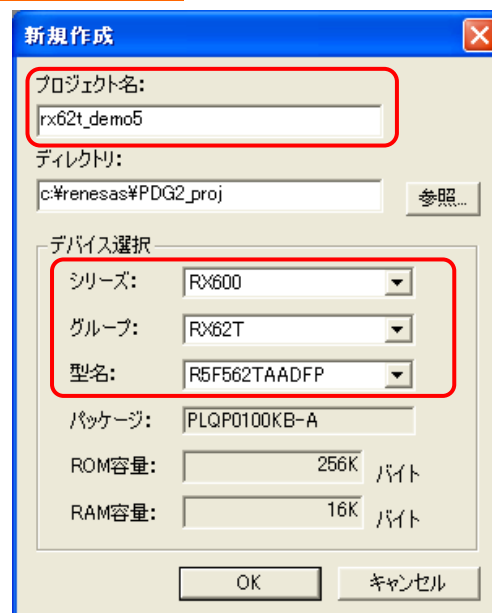 新規作成
プロジェクト名:
rx62t_demo5
ディレクトリ:
c:¥renesas¥PDG2_proj 参照...
デバイス選択
シリーズ: RX600
グループ: RX62T
型名: R5F562TAADFP
パッケージ: PLQP0100KB-A
ROM容量: 256K バイト
RAM容量: 16K バイト
OK キャンセル